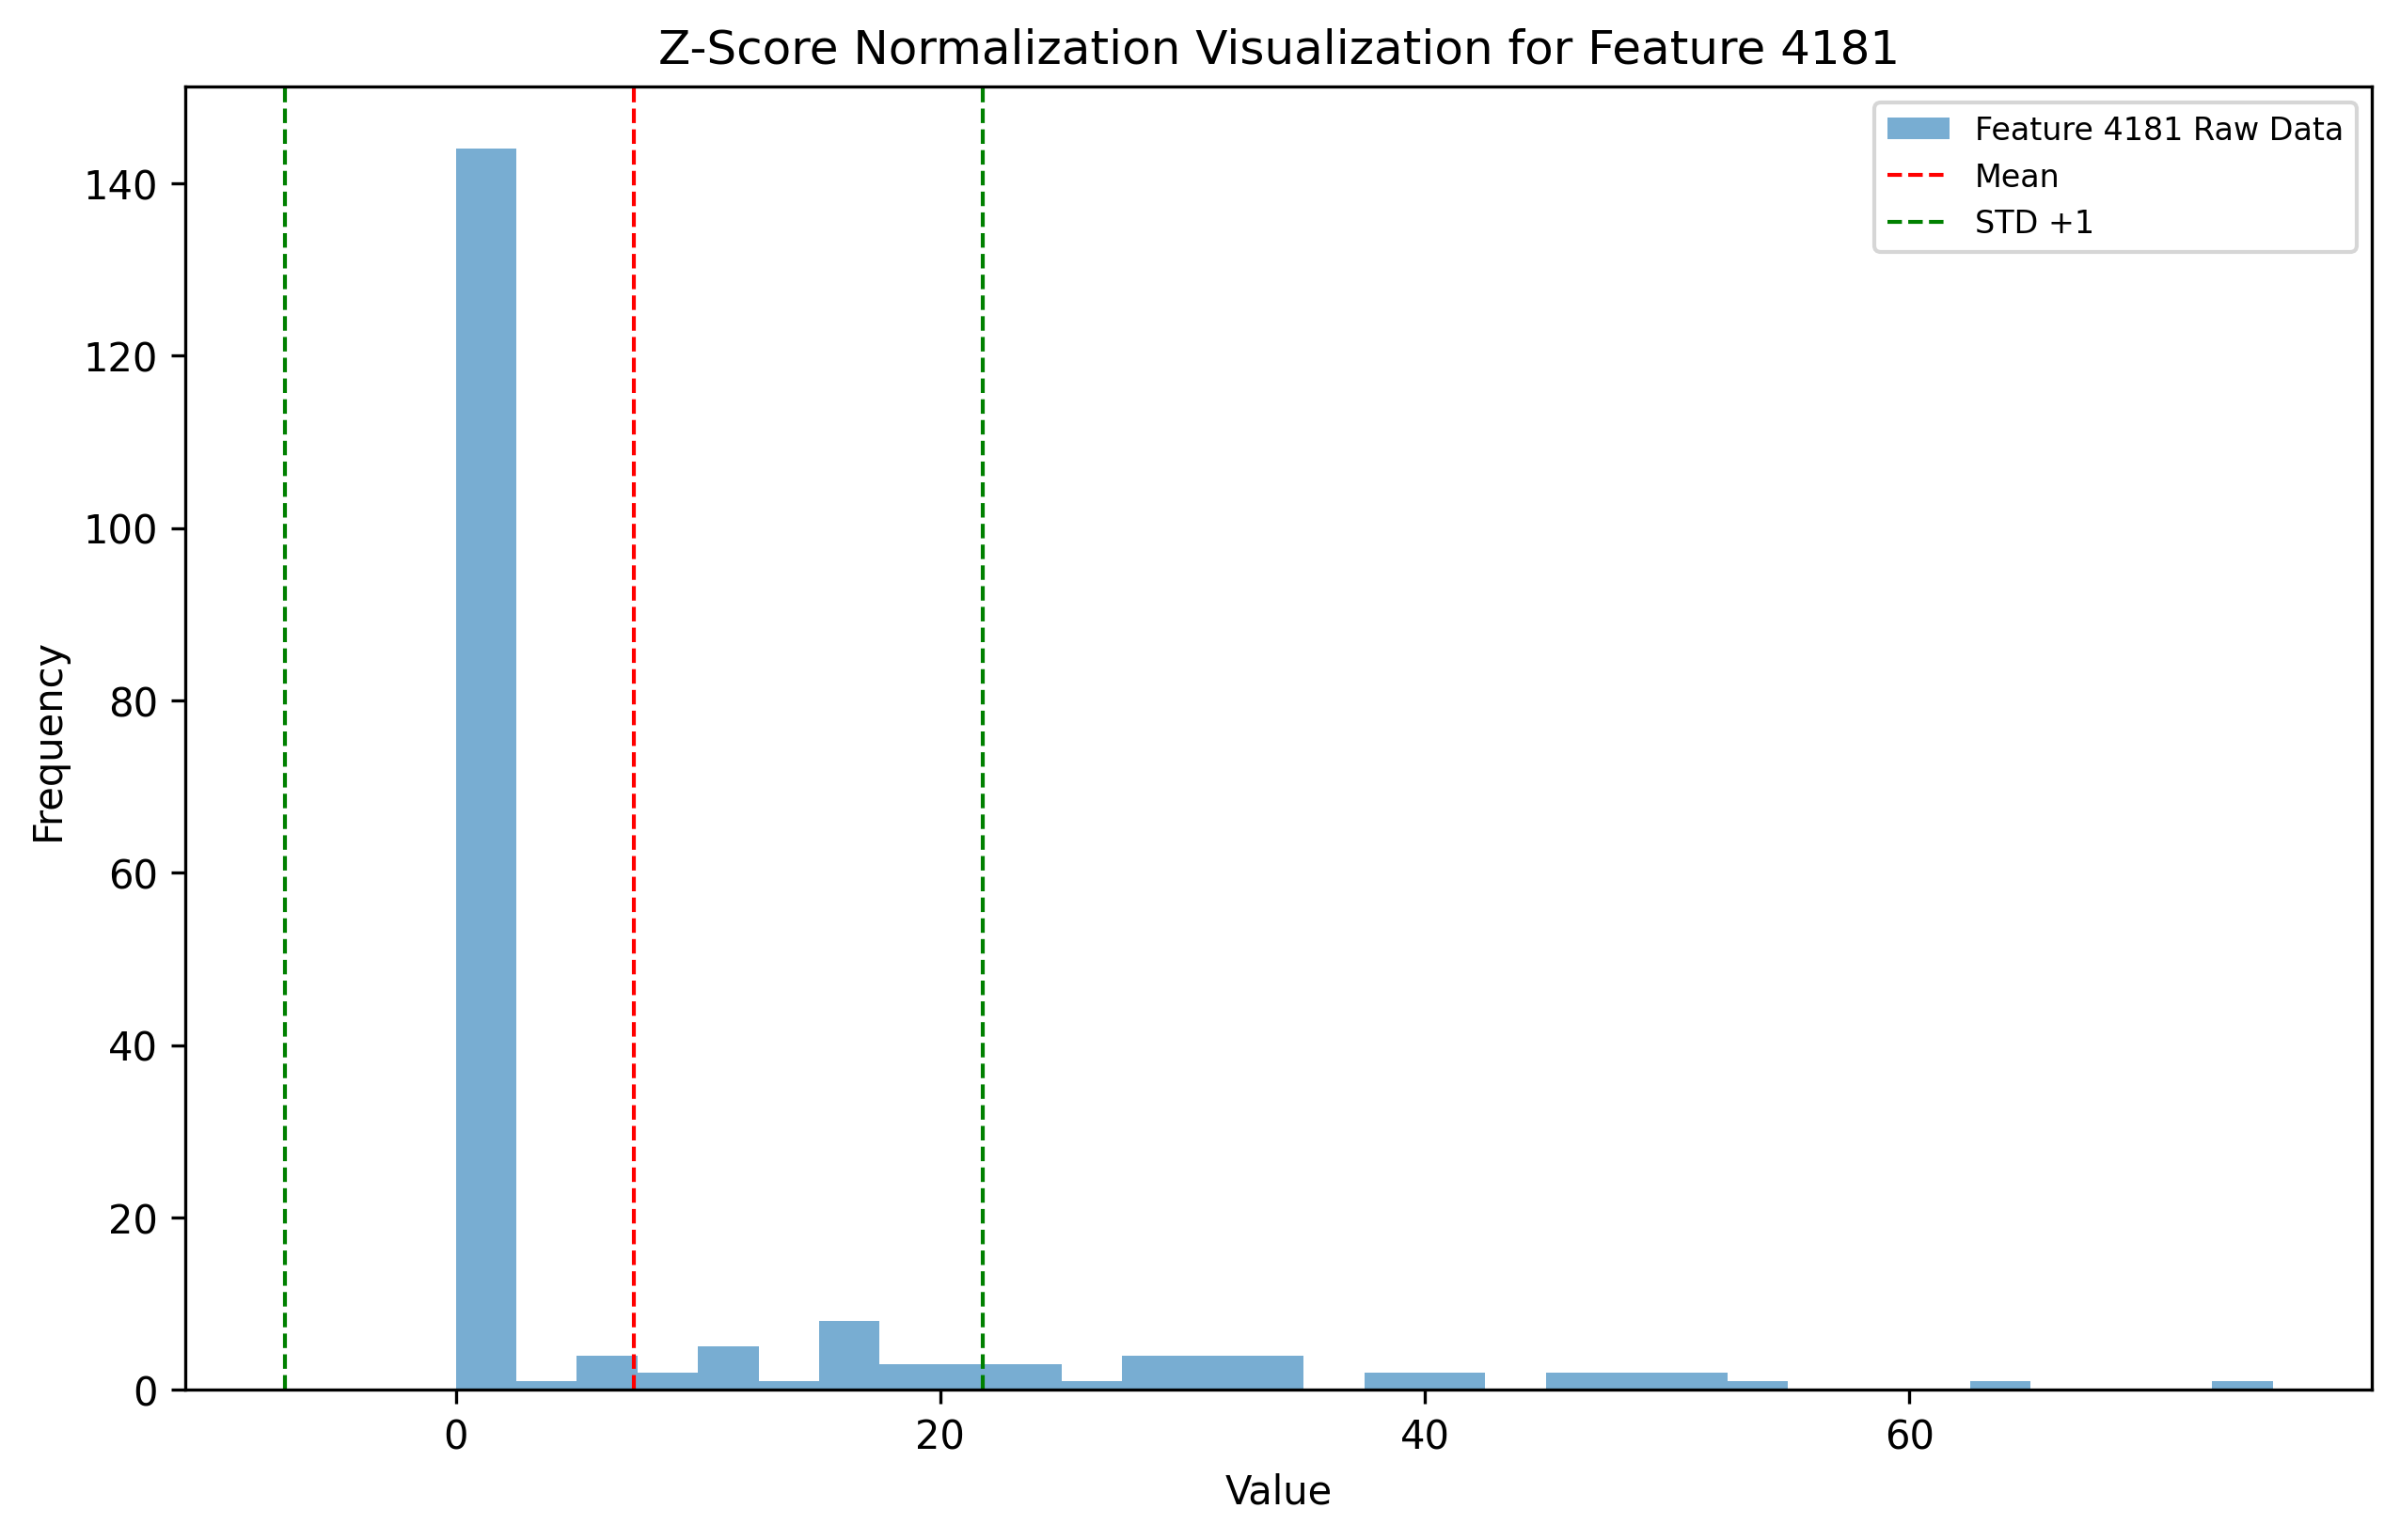 Z-Score Normalization Visualization for Feature 4181
Feature 4181 Raw Data
Mean
STD +1
140
120
100
80
60
40
20
0
Frequency
0 20 40 60
Value